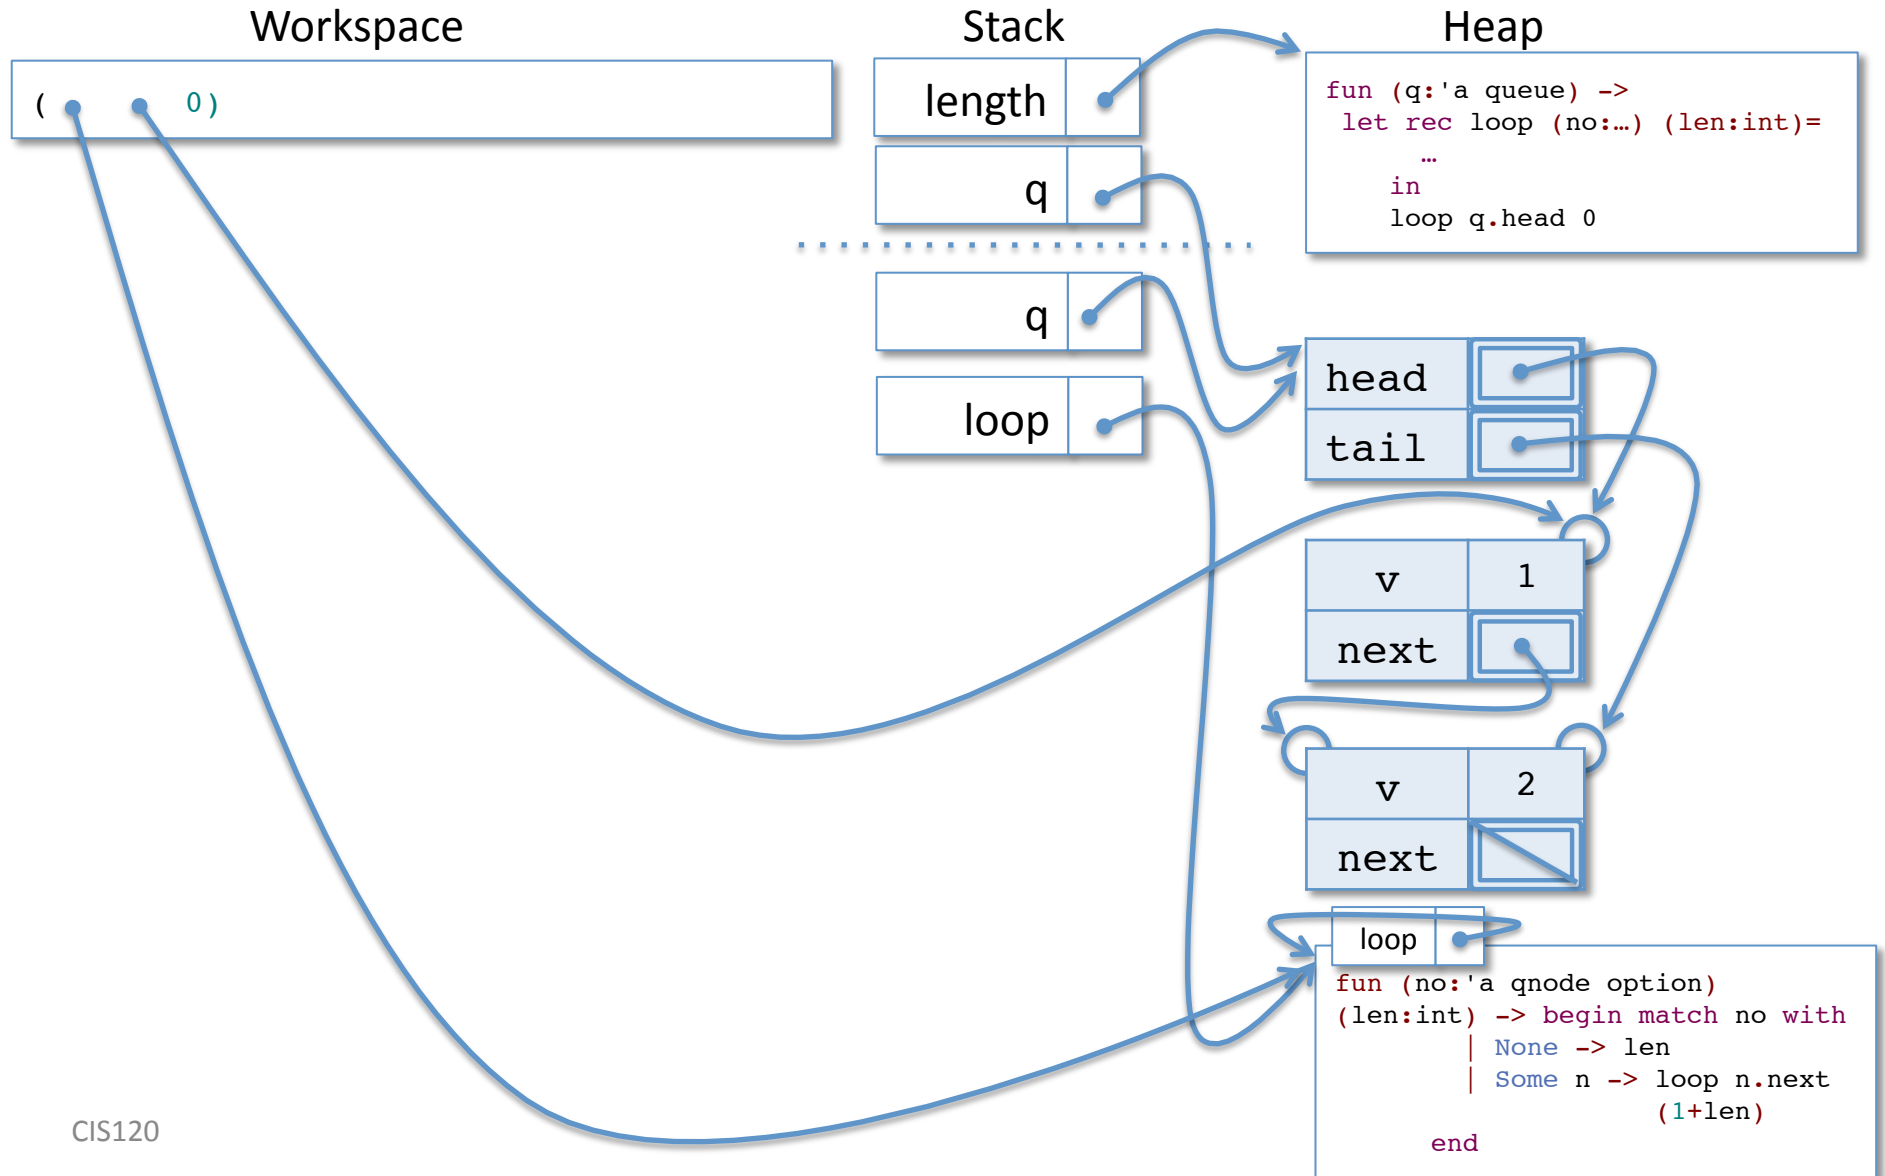 Workspace
Stack
Heap
( 0)
length
q
q
loop
fun (q:'a queue) ->
let rec loop (no:…) (len:int)=
…
in
loop q.head 0
head
tail
v 1
next
v 2
next
loop
fun (no:'a qnode option)
(len:int) -> begin match no with
| None -> len
| Some n -> loop n.next
(1+len)
end
CIS120